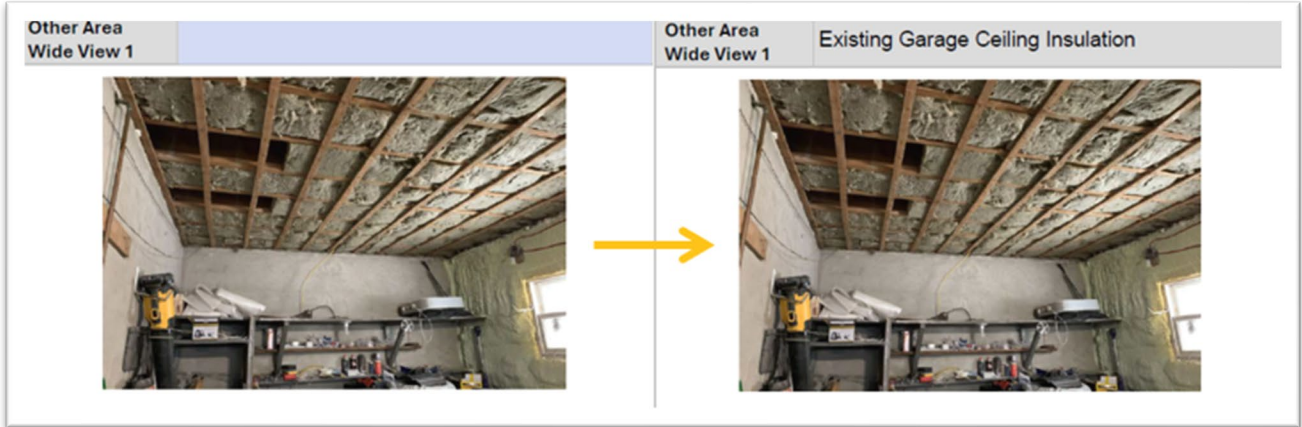 Other Area
Wide View 1
Other Area
Wide View 1
Existing Garage Ceiling Insulation